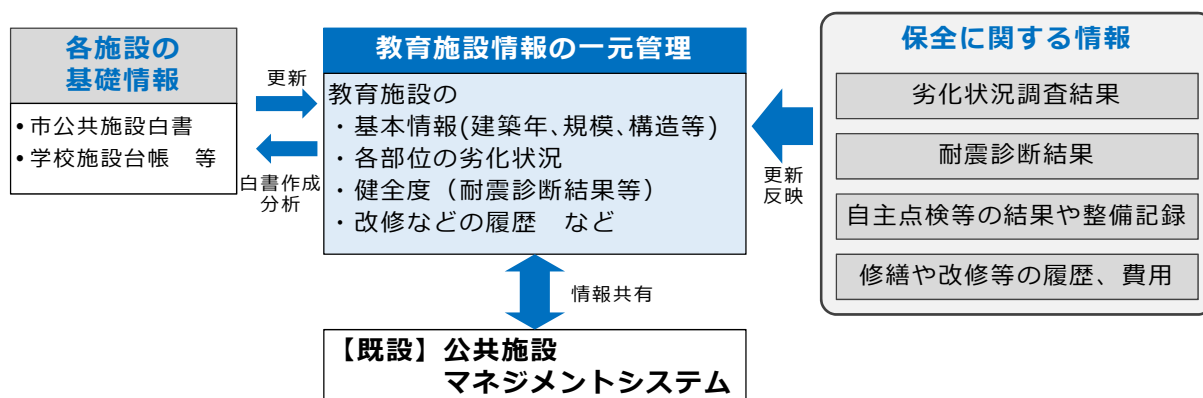 各施設の
基礎情報
•市公共施設白書
•学校施設台帳　等
更新
白書作成
分析
教育施設情報の一元管理
教育施設の
・基本情報(建築年、規模、構造等)
・各部位の劣化状況
・健全度（耐震診断結果等）
・改修などの履歴　など
更新
反映
保全に関する情報
劣化状況調査結果
耐震診断結果
自主点検等の結果や整備記録
修繕や改修等の履歴、費用
情報共有
【既設】公共施設
マネジメントシステム